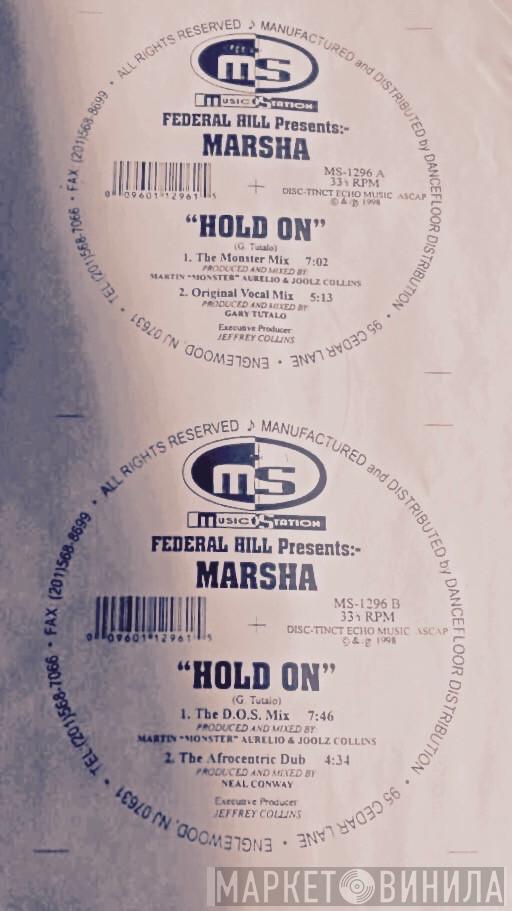 ALL RIGHTS RESERVED ♪ MANUFACTURED and DISTRIBUTED by DANCEFLOOR DISTRIBUTION • 95 CEDAR LANE • ENGLEWOOD, NJ 07631 • TEL (201)568-7066 • FAX (201)568-8699 •
ms
MUSIC STATION
FEDERAL HILL Presents:-
MARSHA
0 09601 12961 5
MS-1296 A
33⅓ RPM
DISC-TINCT ECHO MUSIC ASCAP
© & ℗ 1998
“HOLD ON”
(G. Tutalo)
1. The Monster Mix 7:02
PRODUCED AND MIXED BY
MARTIN "MONSTER" AURELIO & JOOLZ COLLINS
2. Original Vocal Mix 5:13
PRODUCED AND MIXED BY
GARY TUTALO
Executive Producer
JEFFREY COLLINS
ALL RIGHTS RESERVED ♪ MANUFACTURED and DISTRIBUTED by DANCEFLOOR DISTRIBUTION • 95 CEDAR LANE • ENGLEWOOD, NJ 07631 • TEL (201)568-7066 • FAX (201)568-8699 •
ms
MUSIC STATION
FEDERAL HILL Presents:-
MARSHA
0 09601 12961 5
MS-1296 B
33⅓ RPM
DISC-TINCT ECHO MUSIC ASCAP
© & ℗ 1998
“HOLD ON”
(G. Tutalo)
1. The D.O.S. Mix 7:46
PRODUCED AND MIXED BY
MARTIN "MONSTER" AURELIO & JOOLZ COLLINS
2. The Afrocentric Dub 4:34
PRODUCED AND MIXED BY
NEAL CONWAY
Executive Producer
JEFFREY COLLINS
МАРКЕТ ВИНИЛА